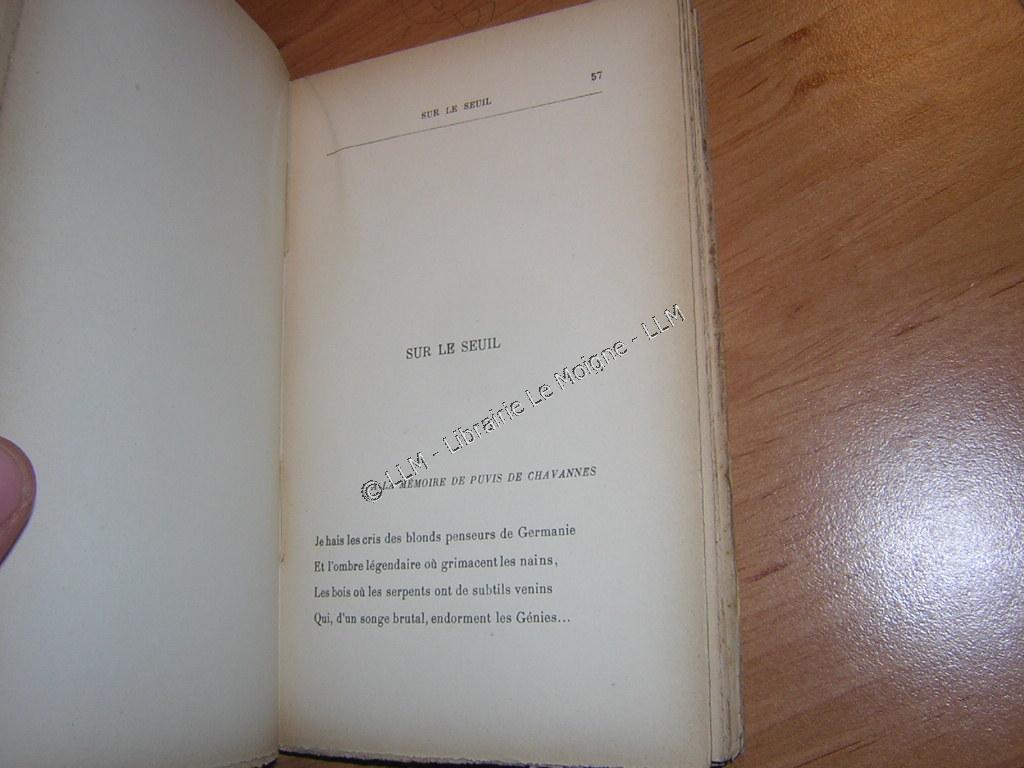 57
SUR LE SEUIL
SUR LE SEUIL
© LLM - Librairie Le Moigne - LLM
A LA MÉMOIRE DE PUVIS DE CHAVANNES
Je hais les cris des blonds penseurs de Germanie
Et l'ombre légendaire où grimacent les nains,
Les bois où les serpents ont de subtils venins
Qui, d'un songe brutal, endorment les Génies...